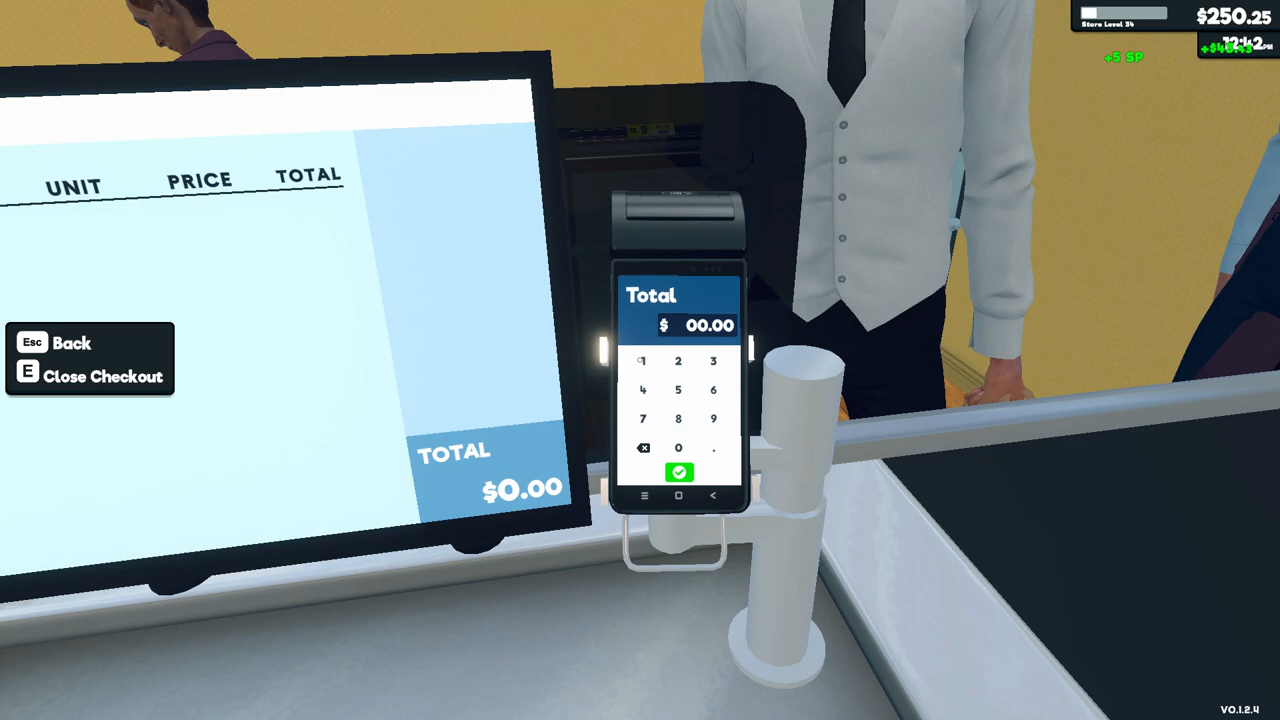 $250.25
Store Level 34
+5 SP
UNIT PRICE TOTAL
Total
$ 00.00
1 2 3
4 5 6
7 8 9
0 .
Esc Back
E Close Checkout
TOTAL
$0.00
V0.1.2.4